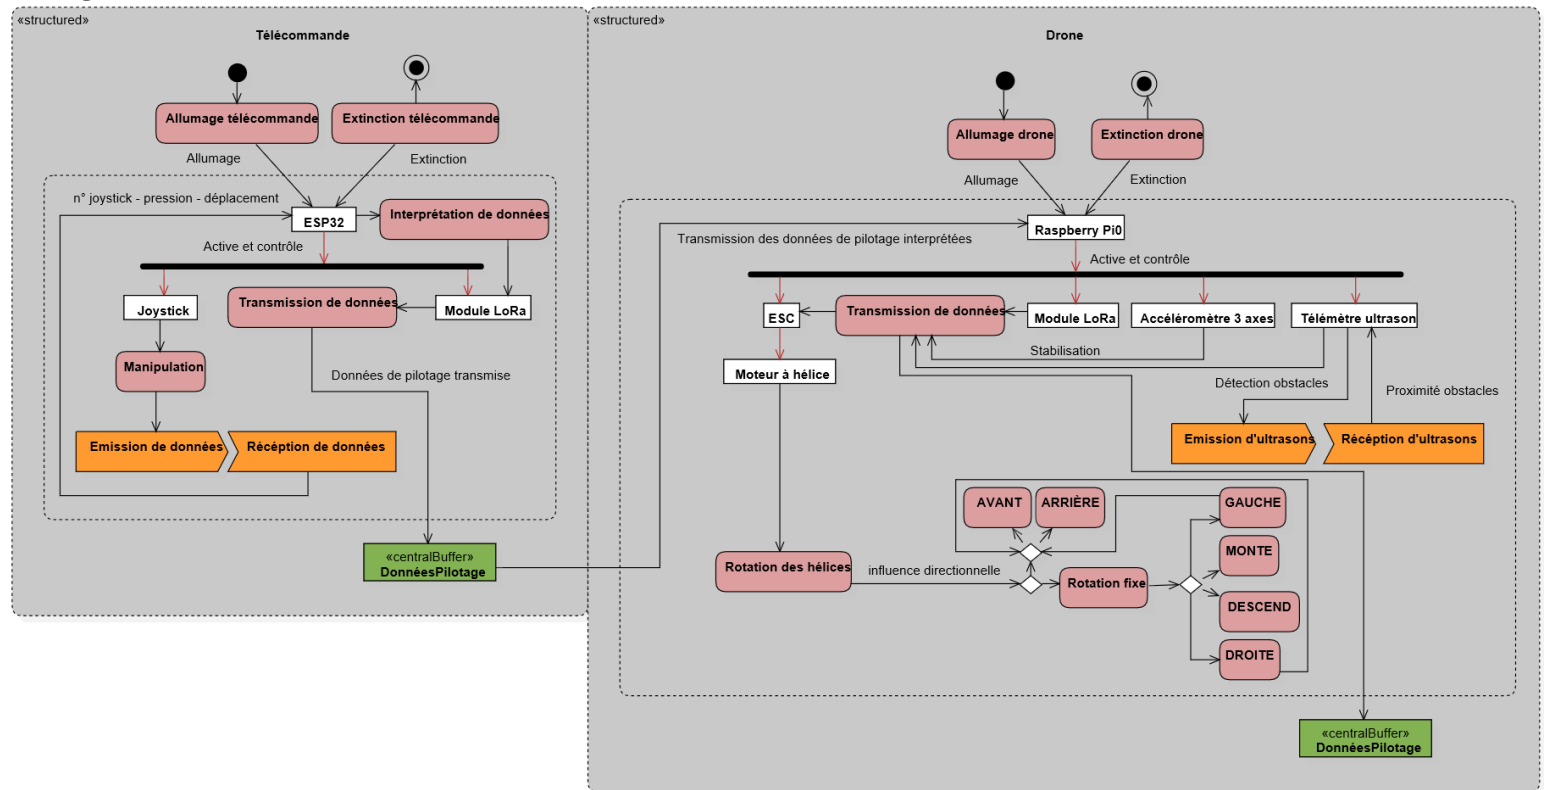 «structured»
Télécommande
Allumage télécommande
Extinction télécommande
Allumage
Extinction
n° joystick - pression - déplacement
ESP32
Interprétation de données
Active et contrôle
Joystick
Transmission de données
Module LoRa
Manipulation
Données de pilotage transmise
Emission de données
Récéption de données
«centralBuffer»
DonnéesPilotage
«structured»
Drone
Allumage drone
Extinction drone
Allumage
Extinction
Transmission des données de pilotage interprétées
Raspberry Pi0
Active et contrôle
ESC
Transmission de données
Module LoRa
Accéléromètre 3 axes
Télémètre ultrason
Stabilisation
Moteur à hélice
Détection obstacles
Proximité obstacles
Emission d'ultrasons
Récéption d'ultrasons
AVANT
ARRIÈRE
GAUCHE
MONTE
Rotation des hélices
influence directionnelle
Rotation fixe
DESCEND
DROITE
«centralBuffer»
DonnéesPilotage